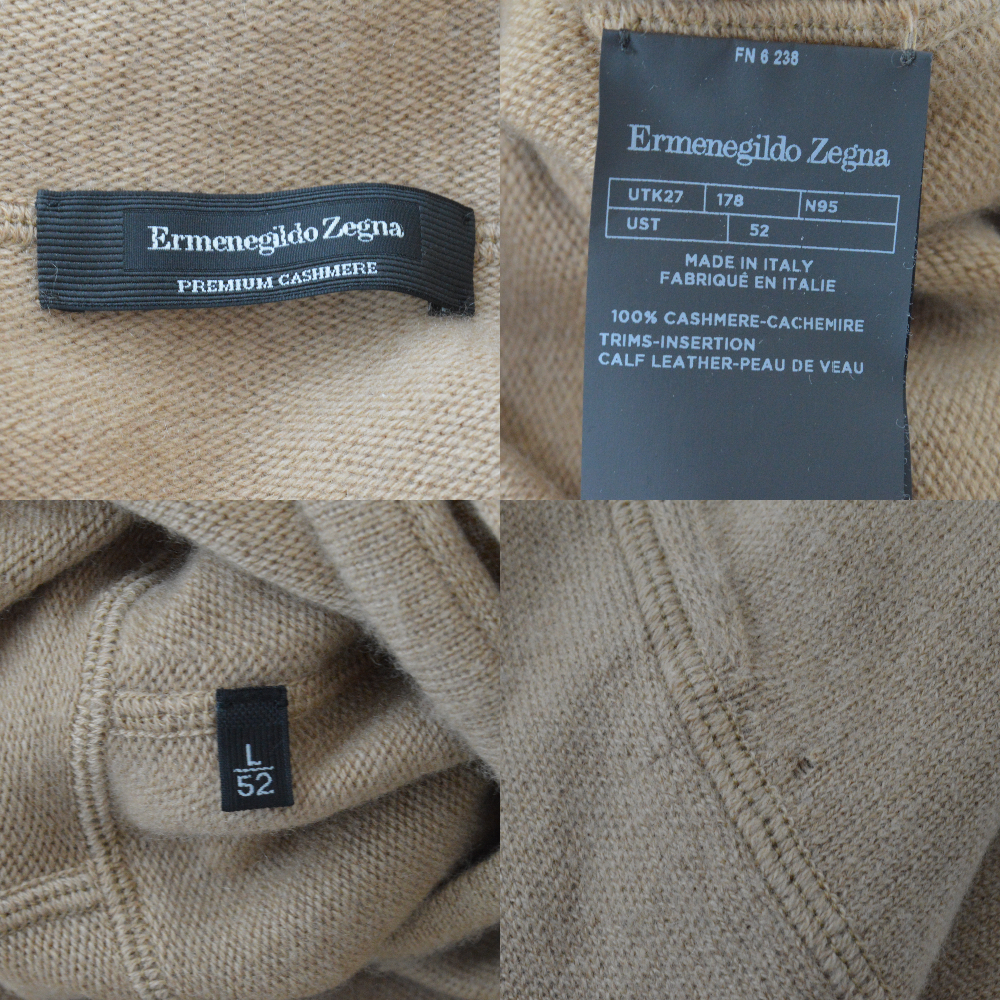 Ermenegildo Zegna
PREMIUM CASHMERE
FN 6 238
Ermenegildo Zegna
UTK27 178 N95
UST 52
MADE IN ITALY
FABRIQUÉ EN ITALIE
100% CASHMERE-CACHEMIRE
TRIMS-INSERTION
CALF LEATHER-PEAU DE VEAU
L
52